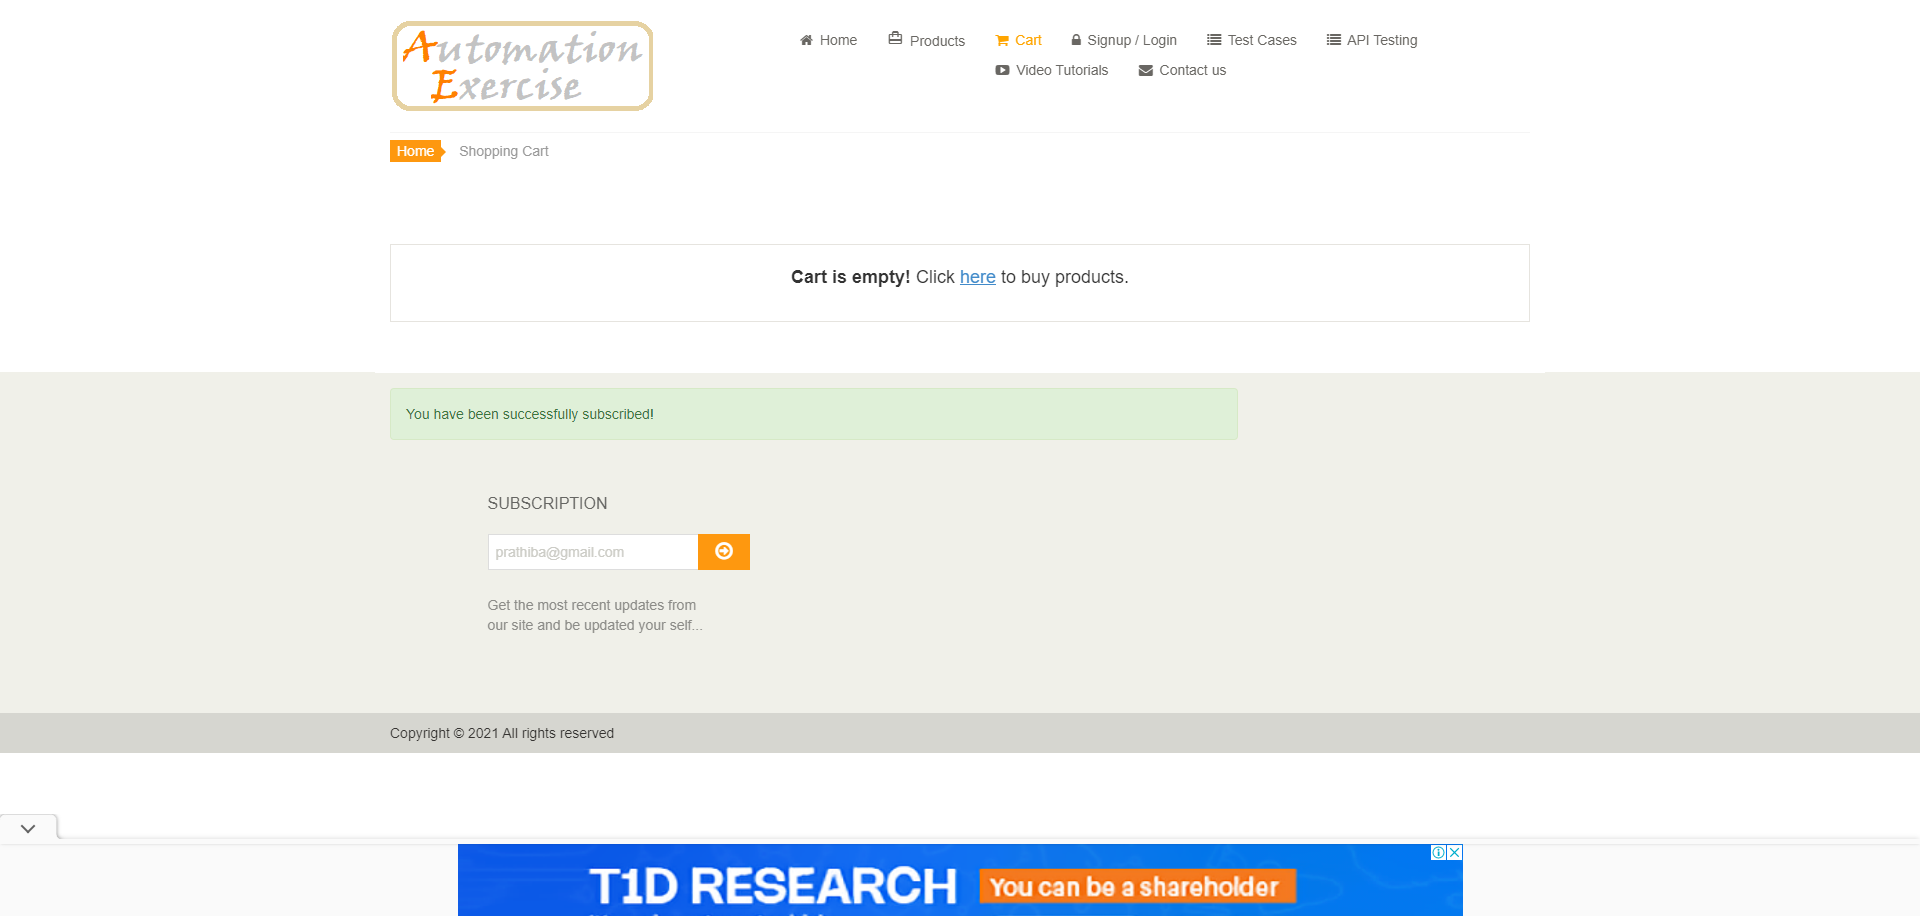 Automation
Exercise
Home
Products
Cart
Signup / Login
Test Cases
API Testing
Video Tutorials
Contact us
Home
Shopping Cart
Cart is empty! Click here to buy products.
You have been successfully subscribed!
SUBSCRIPTION
prathiba@gmail.com
Get the most recent updates from
our site and be updated your self...
Copyright © 2021 All rights reserved
T1D RESEARCH
You can be a shareholder